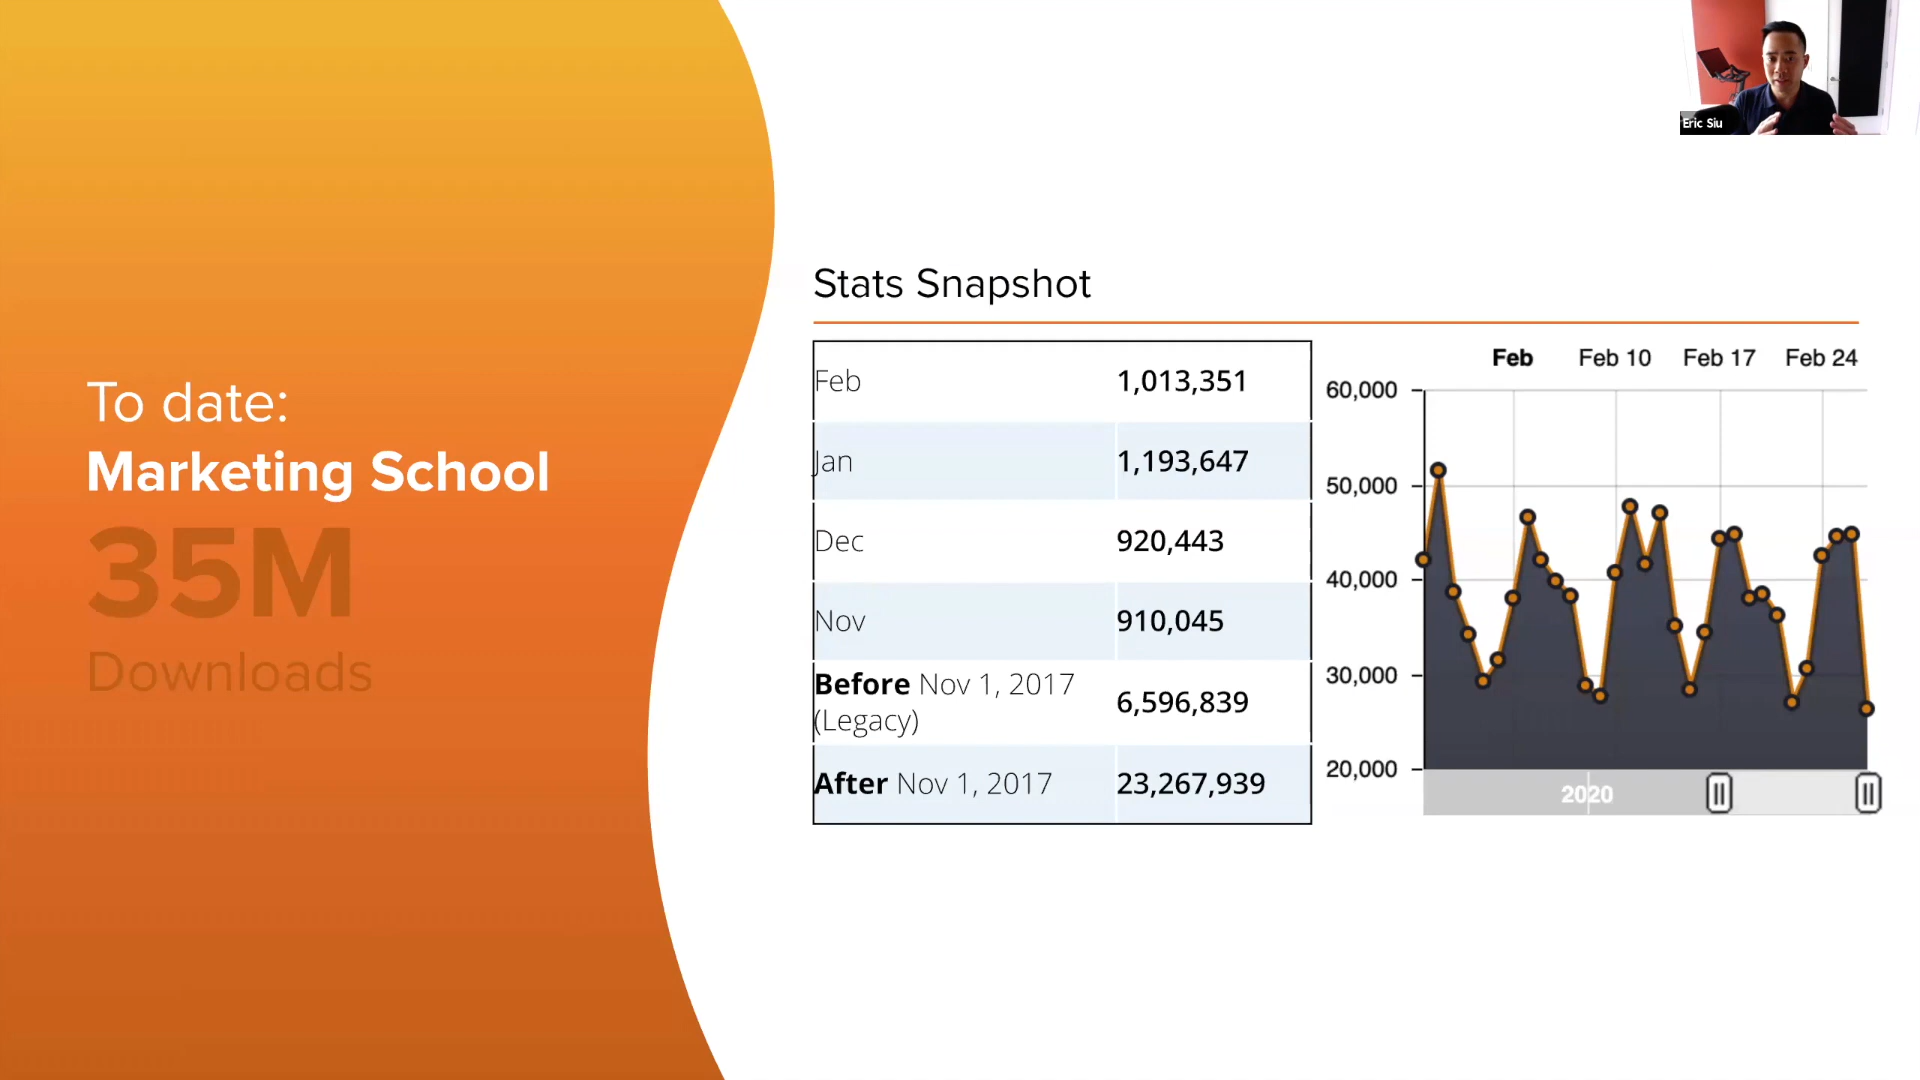 Eric Siu
To date:
Marketing School
35M
Downloads
Stats Snapshot
Feb 1,013,351
Jan 1,193,647
Dec 920,443
Nov 910,045
Before Nov 1, 2017
(Legacy)
6,596,839
After Nov 1, 2017 23,267,939
Feb Feb 10 Feb 17 Feb 24
60,000
50,000
40,000
30,000
20,000
2020